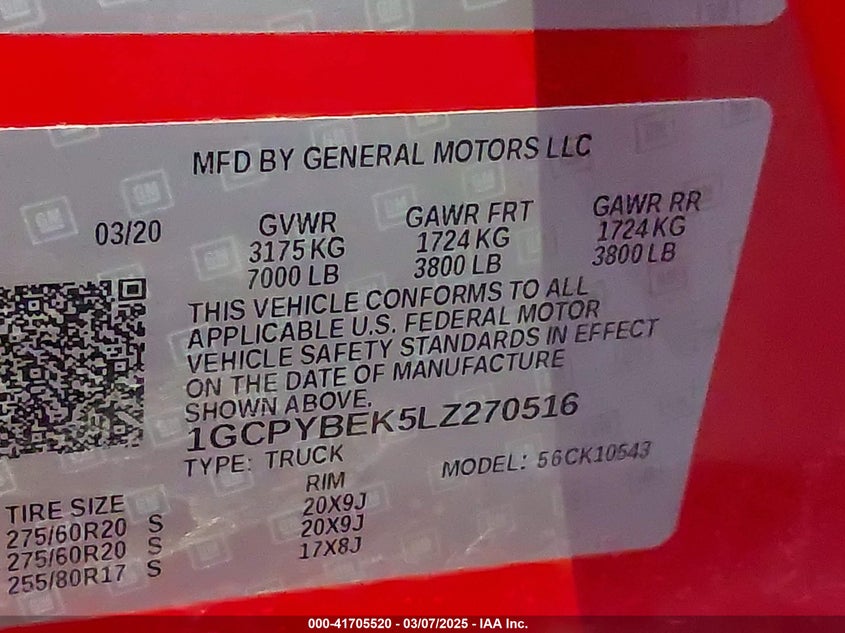 MFD BY GENERAL MOTORS LLC
03/20 GVWR GAWR FRT GAWR RR
3175 KG 1724 KG 1724 KG
7000 LB 3800 LB 3800 LB
THIS VEHICLE CONFORMS TO ALL
APPLICABLE U.S. FEDERAL MOTOR
VEHICLE SAFETY STANDARDS IN EFFECT
ON THE DATE OF MANUFACTURE
SHOWN ABOVE.
1GCPYBEK5LZ270516
TYPE: TRUCK MODEL: 56CK10543
TIRE SIZE RIM
275/60R20 S 20X9J
275/60R20 S 20X9J
255/80R17 S 17X8J
000-41705520 - 03/07/2025 - IAA Inc.